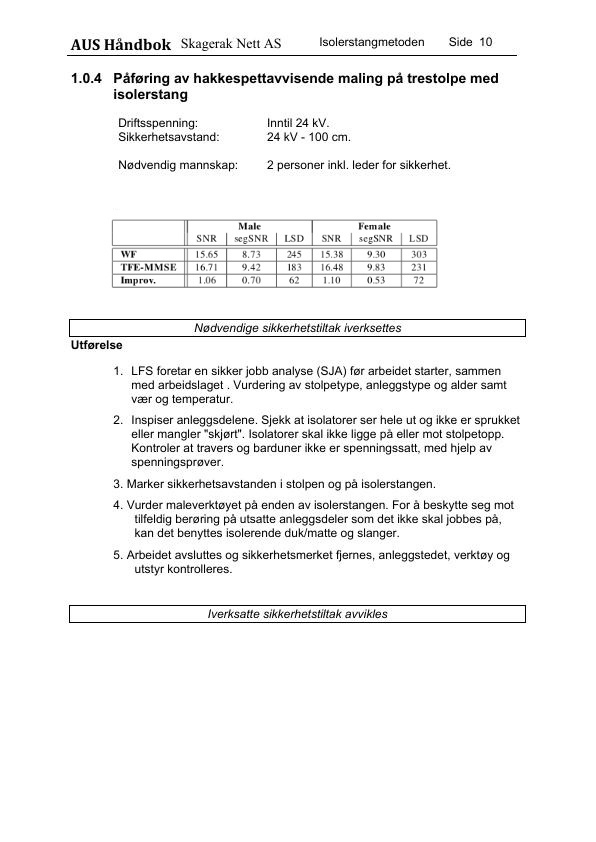 AUS Håndbok Skagerak Nett AS Isolerstangmetoden Side 10
1.0.4 Påføring av hakkespettavvisende maling på trestolpe med
isolerstang
Driftsspenning: Inntil 24 kV.
Sikkerhetsavstand: 24 kV - 100 cm.
Nødvendig mannskap: 2 personer inkl. leder for sikkerhet.
Male Female
SNR segSNR LSD SNR segSNR LSD
WF 15.65 8.73 245 15.38 9.30 303
TFE-MMSE 16.71 9.42 183 16.48 9.83 231
Improv. 1.06 0.70 62 1.10 0.53 72
Nødvendige sikkerhetstiltak iverksettes
Utførelse
1. LFS foretar en sikker jobb analyse (SJA) før arbeidet starter, sammen
med arbeidslaget . Vurdering av stolpetype, anleggstype og alder samt
vær og temperatur.
2. Inspiser anleggsdelene. Sjekk at isolatorer ser hele ut og ikke er sprukket
eller mangler "skjørt". Isolatorer skal ikke ligge på eller mot stolpetopp.
Kontroler at travers og barduner ikke er spenningssatt, med hjelp av
spenningsprøver.
3. Marker sikkerhetsavstanden i stolpen og på isolerstangen.
4. Vurder maleverktøyet på enden av isolerstangen. For å beskytte seg mot
tilfeldig berøring på utsatte anleggsdeler som det ikke skal jobbes på,
kan det benyttes isolerende duk/matte og slanger.
5. Arbeidet avsluttes og sikkerhetsmerket fjernes, anleggstedet, verktøy og
utstyr kontrolleres.
Iverksatte sikkerhetstiltak avvikles